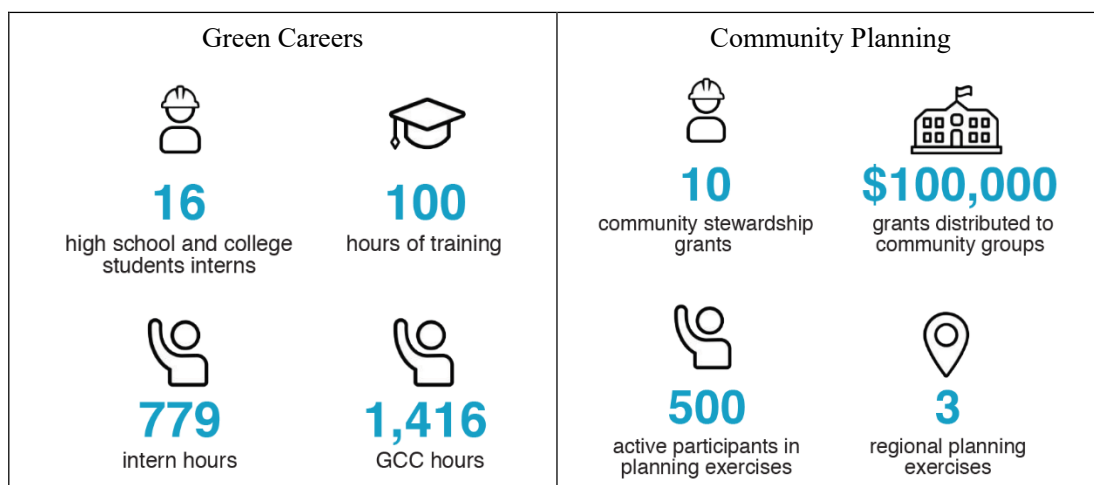 Green Careers
16
high school and college
students interns
100
hours of training
779
intern hours
1,416
GCC hours
Community Planning
10
community stewardship
grants
$100,000
grants distributed to
community groups
500
active participants in
planning exercises
3
regional planning
exercises